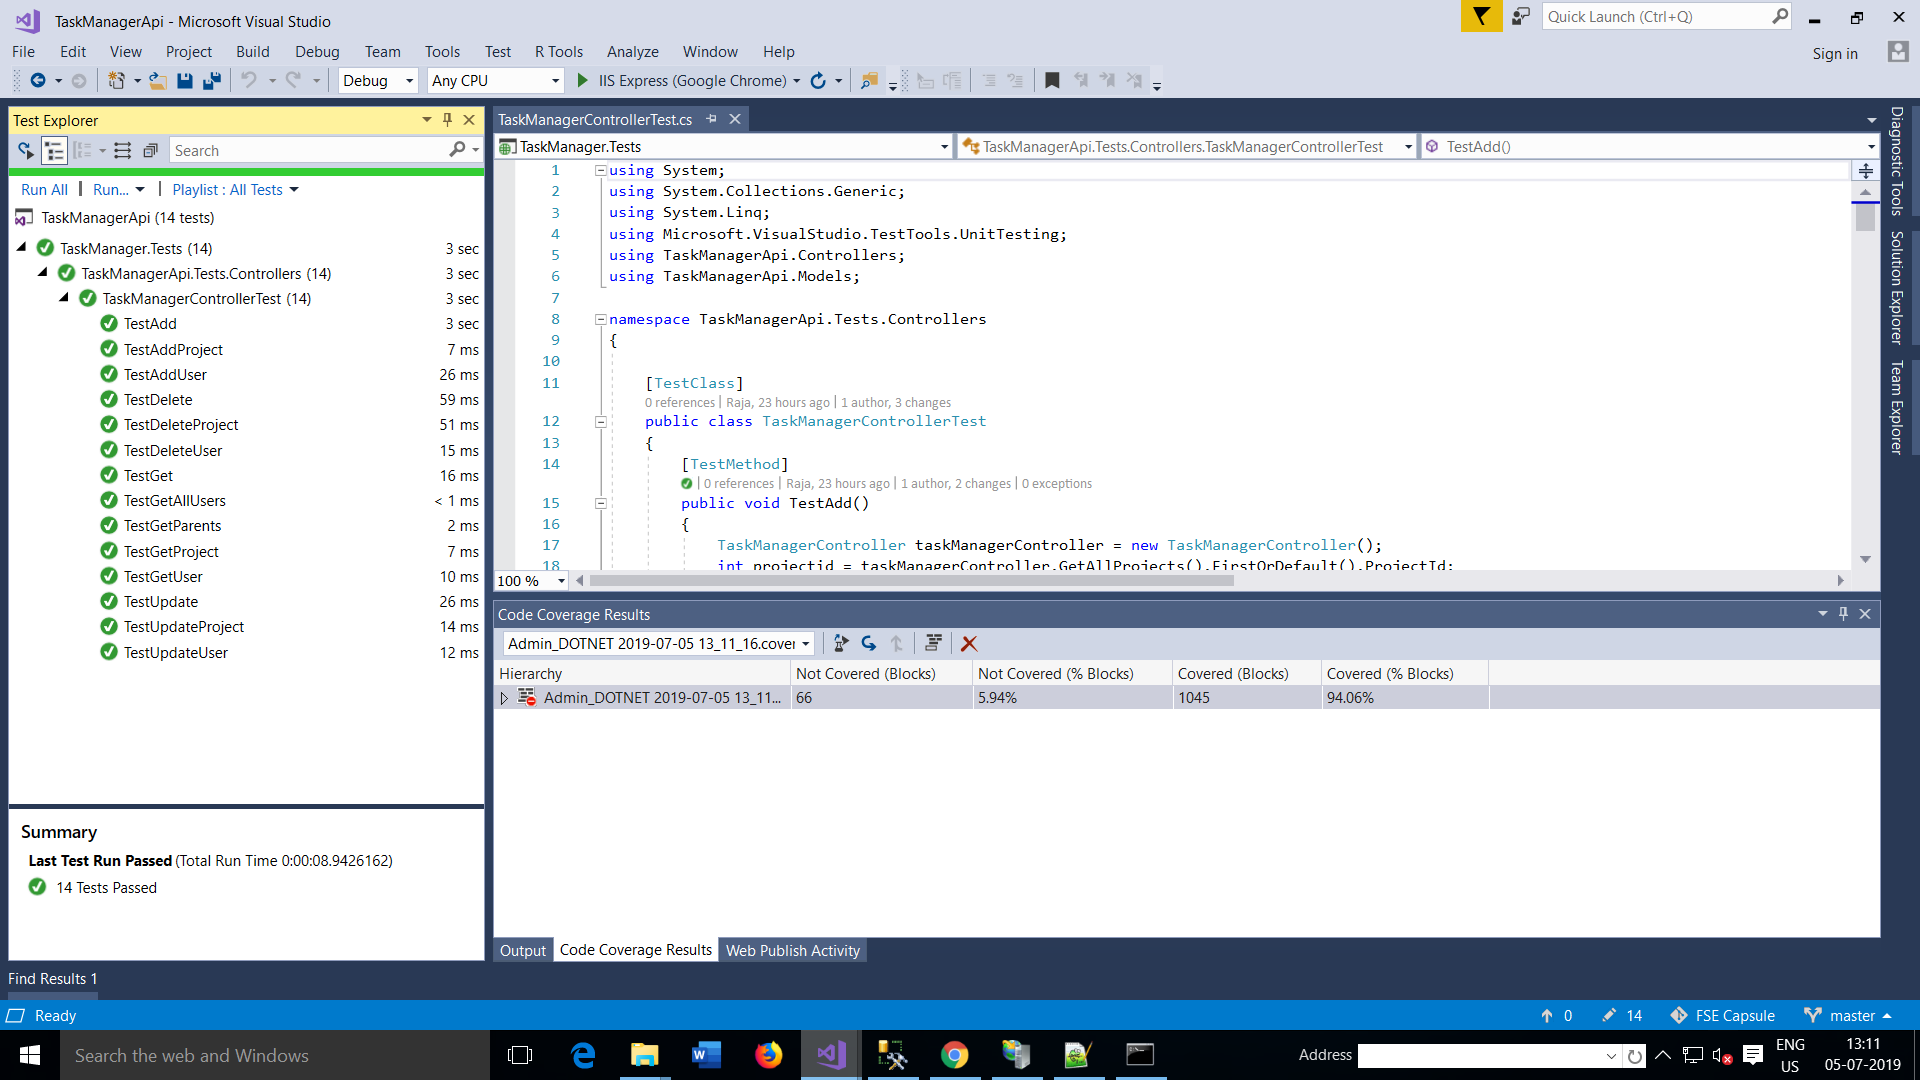 TaskManagerApi - Microsoft Visual Studio
Quick Launch (Ctrl+Q)
File Edit View Project Build Debug Team Tools Test R Tools Analyze Window Help
Sign in
Debug Any CPU IIS Express (Google Chrome)
Test Explorer
Search
Run All | Run... | Playlist : All Tests
TaskManagerApi (14 tests)
TaskManager.Tests (14) 3 sec
TaskManagerApi.Tests.Controllers (14) 3 sec
TaskManagerControllerTest (14) 3 sec
TestAdd 3 sec
TestAddProject 7 ms
TestAddUser 26 ms
TestDelete 59 ms
TestDeleteProject 51 ms
TestDeleteUser 15 ms
TestGet 16 ms
TestGetAllUsers < 1 ms
TestGetParents 2 ms
TestGetProject 7 ms
TestGetUser 10 ms
TestUpdate 26 ms
TestUpdateProject 14 ms
TestUpdateUser 12 ms
Summary
Last Test Run Passed (Total Run Time 0:00:08.9426162)
14 Tests Passed
TaskManagerControllerTest.cs
TaskManager.Tests TaskManagerApi.Tests.Controllers.TaskManagerControllerTest TestAdd()
1 using System;
2 using System.Collections.Generic;
3 using System.Linq;
4 using Microsoft.VisualStudio.TestTools.UnitTesting;
5 using TaskManagerApi.Controllers;
6 using TaskManagerApi.Models;
7
8 namespace TaskManagerApi.Tests.Controllers
9 {
10
11 [TestClass]
0 references | Raja, 23 hours ago | 1 author, 3 changes
12 public class TaskManagerControllerTest
13 {
14 [TestMethod]
| 0 references | Raja, 23 hours ago | 1 author, 2 changes | 0 exceptions
15 public void TestAdd()
16 {
17 TaskManagerController taskManagerController = new TaskManagerController();
18 int projectid = taskManagerController.GetAllProjects().FirstOrDefault().ProjectId;
100 %
Code Coverage Results
Admin_DOTNET 2019-07-05 13_11_16.cover
Hierarchy Not Covered (Blocks) Not Covered (% Blocks) Covered (Blocks) Covered (% Blocks)
Admin_DOTNET 2019-07-05 13_11... 66 5.94% 1045 94.06%
Output Code Coverage Results Web Publish Activity
Diagnostic Tools
Solution Explorer
Team Explorer
Find Results 1
Ready
0 14 FSE Capsule master
Search the web and Windows
Address
ENG
US
13:11
05-07-2019